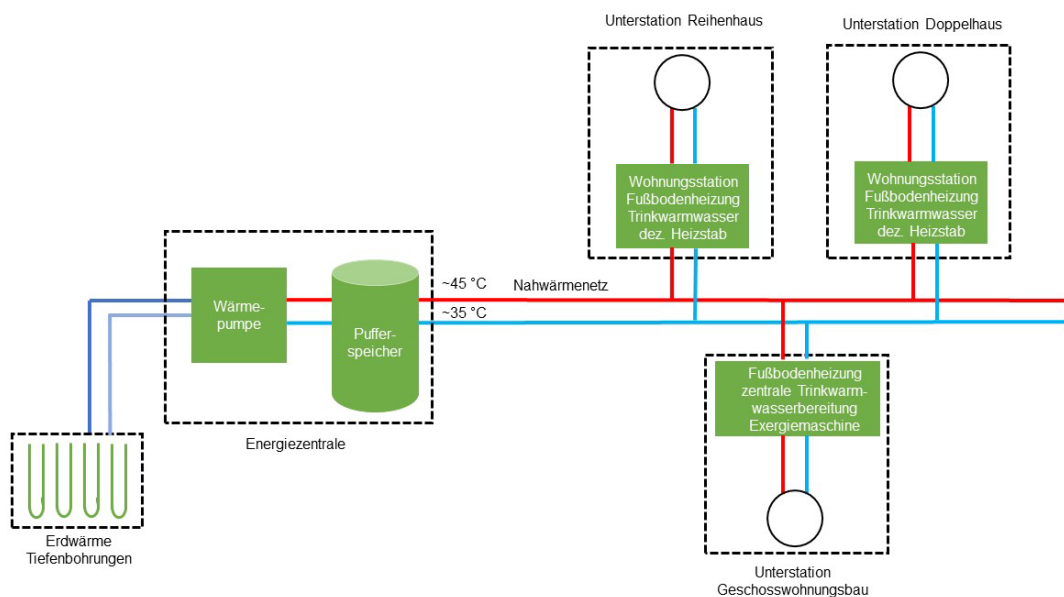 Unterstation Reihenhaus
Unterstation Doppelhaus
Wohnungsstation
Fußbodenheizung
Trinkwarmwasser
dez. Heizstab
Wohnungsstation
Fußbodenheizung
Trinkwarmwasser
dez. Heizstab
~45 °C
Nahwärmenetz
~35 °C
Wärme-
pumpe
Puffer-
speicher
Energiezentrale
Fußbodenheizung
zentrale Trinkwarm-
wasserbereitung
Exergiemaschine
Erdwärme
Tiefenbohrungen
Unterstation
Geschosswohnungsbau